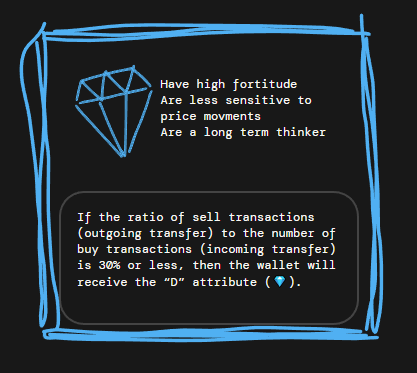 Have high fortitude
Are less sensitive to
price movments
Are a long term thinker
If the ratio of sell transactions
(outgoing transfer) to the number of
buy transactions (incoming transfer)
is 30% or less, then the wallet will
receive the “D” attribute (💎).